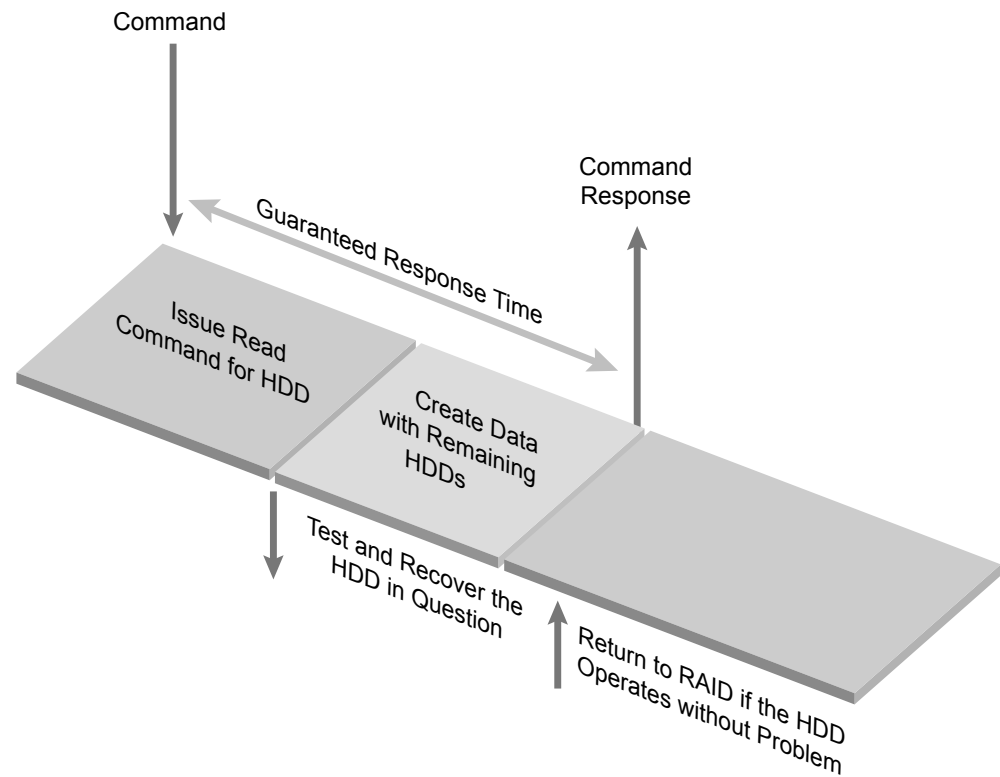 Command
Command
Response
Guaranteed Response Time
Issue Read
Command for HDD
Create Data
with Remaining
HDDs
Test and Recover the
HDD in Question
Return to RAID if the HDD
Operates without Problem